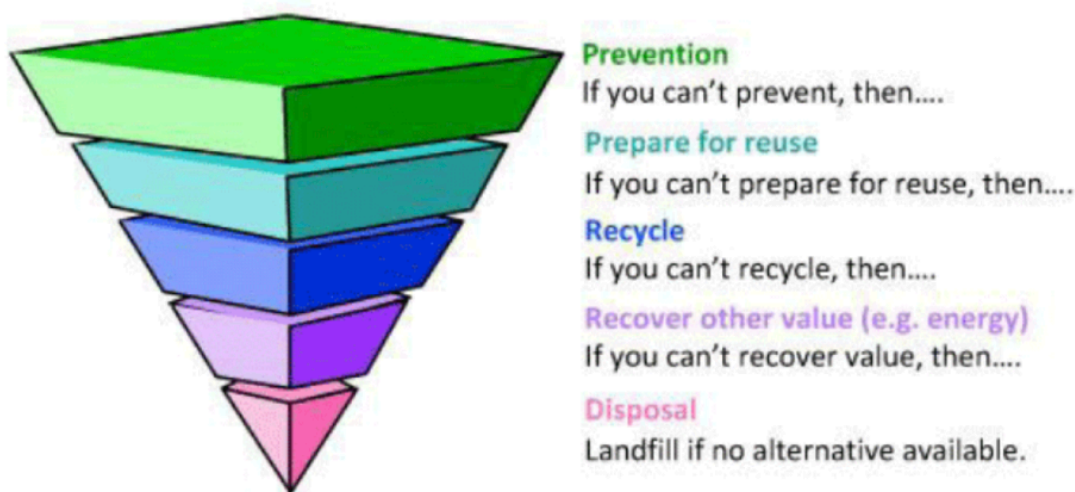 Prevention
If you can't prevent, then....
Prepare for reuse
If you can't prepare for reuse, then....
Recycle
If you can't recycle, then....
Recover other value (e.g. energy)
If you can't recover value, then....
Disposal
Landfill if no alternative available.